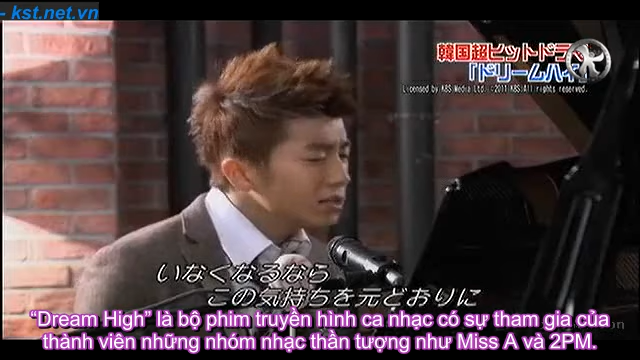 - kst.net.vn
韓国超ヒットドラマ
「ドリームハイ
Licensed by KBS Media Ltd. ©2011 KBS.All rights reserved.
いなくなるなら
この気持ちを元どおりに
“Dream High” là bộ phim truyền hình ca nhạc có sự tham gia của
thành viên những nhóm nhạc thần tượng như Miss A và 2PM.